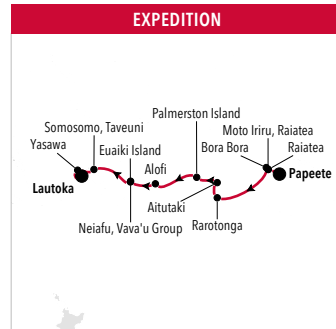 EXPEDITION
Palmerston Island
Moto Iriru, Raiatea
Somosomo, Taveuni
Bora Bora
Raiatea
Yasawa
Euaiki Island
Alofi
Papeete
Lautoka
Aitutaki
Neiafu, Vava'u Group
Rarotonga